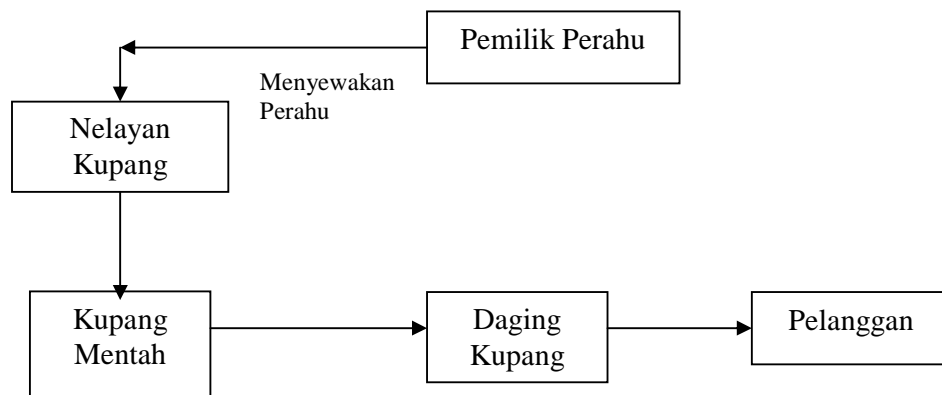 Pemilik Perahu
Menyewakan
Perahu
Nelayan
Kupang
Kupang
Mentah
Daging
Kupang
Pelanggan